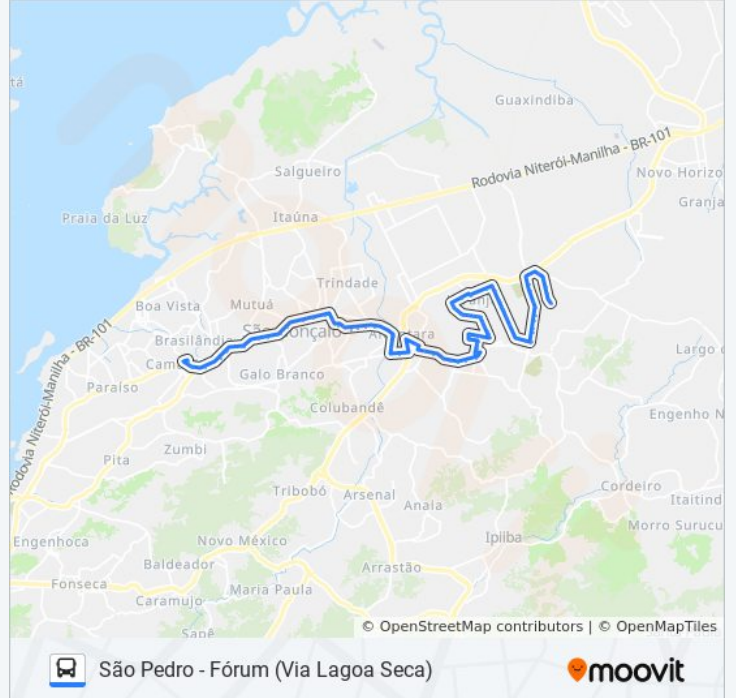 tá
Guaxindiba
Rodovia Niterói-Manilha - BR-101
Salgueiro
Novo Horizo
Granja
Praia da Luz
Itaúna
Trindade
Boa Vista
Mutuá
Brasilândia
São Gonçalo
Rodovia Niterói-Manilha - BR-101
Largo
Paraíso
Galo Branco
Colubandê
Engenho N
Zumbi
Pita
Cordeiro
Tribobó
Arsenal
Anaia
Itaitind
Morro Surucu
Engenhoca
Novo México
Ipiiba
Baldeador
Arrastão
Fonseca
Maria Paula
Caramujo
Sapê
© OpenStreetMap contributors | © OpenMapTiles
São Pedro - Fórum (Via Lagoa Seca)
moovit